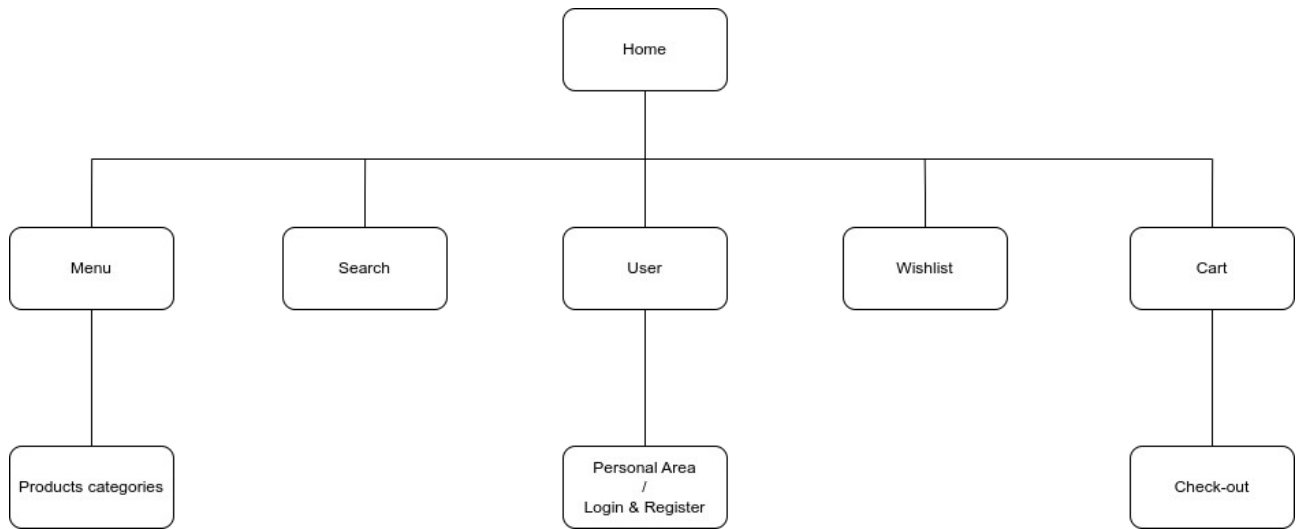 Home
Menu
Search
User
Wishlist
Cart
Products categories
Personal Area
/
Login & Register
Check-out